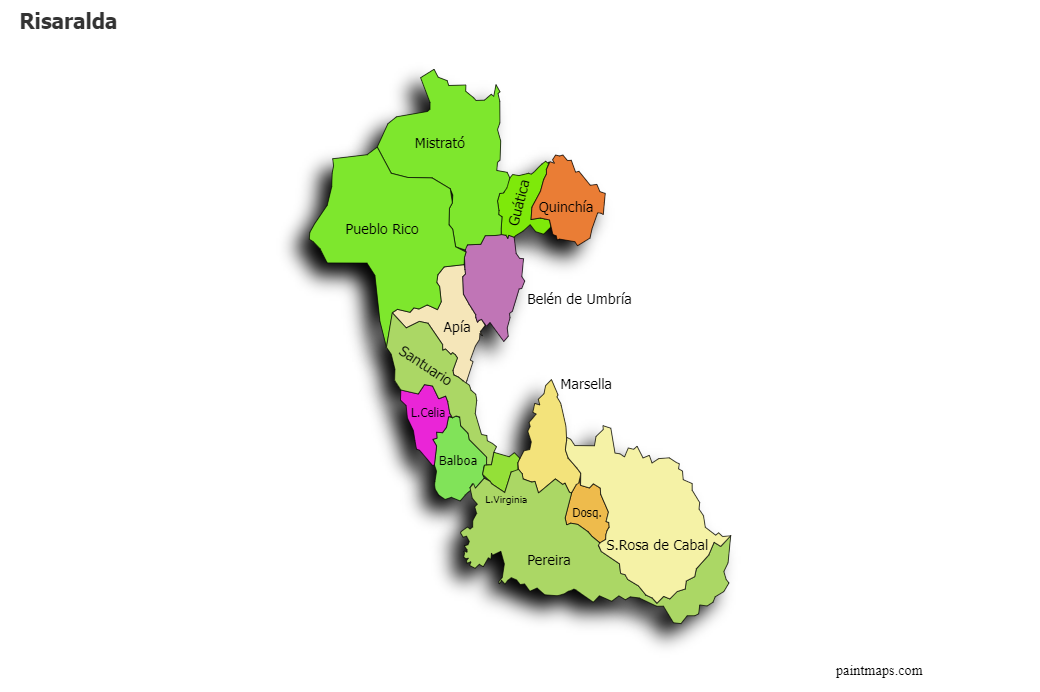 Risaralda
Mistrató
Guática
Quinchía
Pueblo Rico
Belén de Umbría
Apía
Santuario
Marsella
L.Celia
Balboa
L.Virginia
Dosq.
S.Rosa de Cabal
Pereira
paintmaps.com